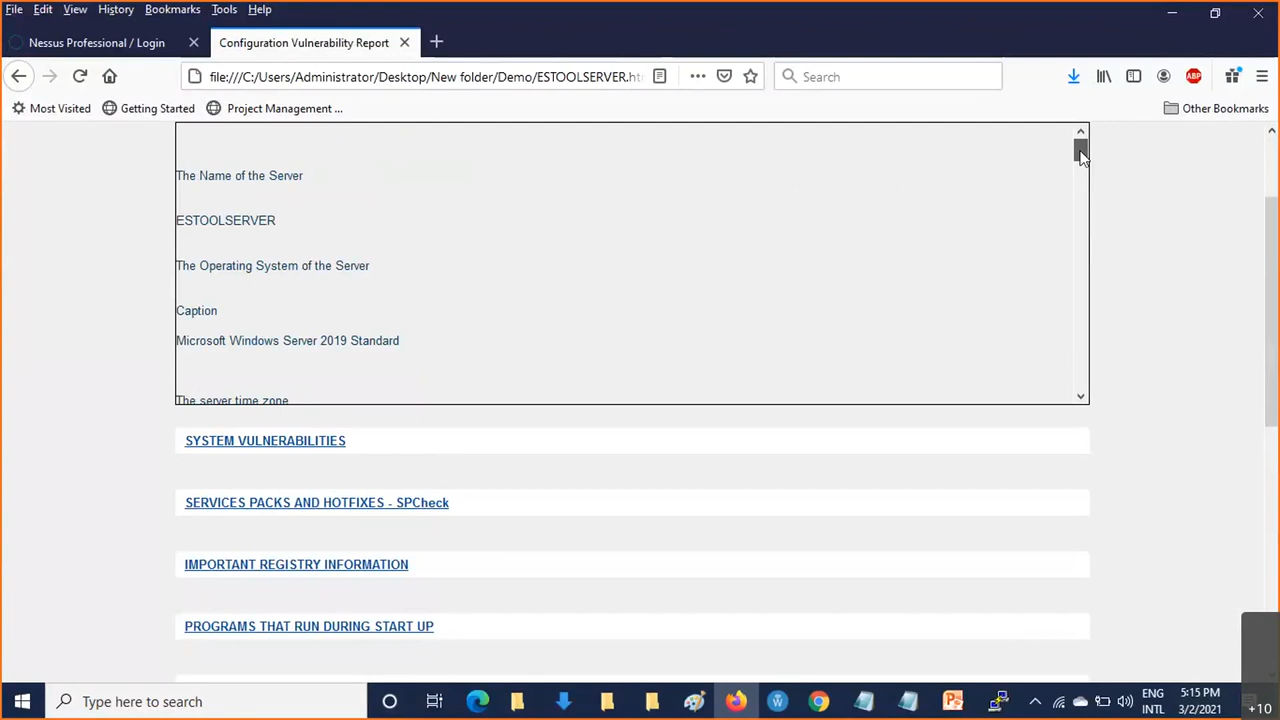 File Edit View History Bookmarks Tools Help
Nessus Professional / Login
Configuration Vulnerability Report
file:///C:/Users/Administrator/Desktop/New folder/Demo/ESTOOLSERVER.ht
Search
ABP
Most Visited
Getting Started
Project Management ...
Other Bookmarks
The Name of the Server
ESTOOLSERVER
The Operating System of the Server
Caption
Microsoft Windows Server 2019 Standard
The server time zone
SYSTEM VULNERABILITIES
SERVICES PACKS AND HOTFIXES - SPCheck
IMPORTANT REGISTRY INFORMATION
PROGRAMS THAT RUN DURING START UP
Type here to search
ENG
INTL
5:15 PM
3/2/2021
+10